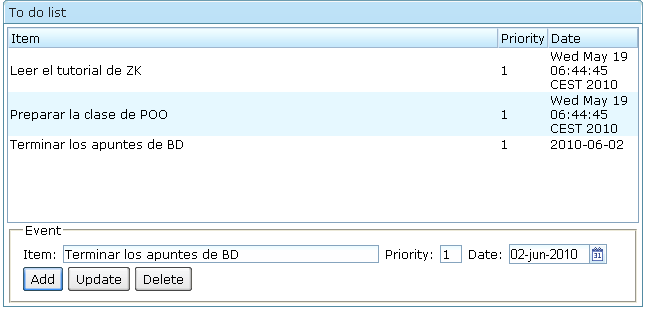 To do list
Item Priority Date
Leer el tutorial de ZK 1 Wed May 19
06:44:45
CEST 2010
Preparar la clase de POO 1 Wed May 19
06:44:45
CEST 2010
Terminar los apuntes de BD 1 2010-06-02
Event
Item: Terminar los apuntes de BD Priority: 1 Date: 02-jun-2010 31
Add Update Delete